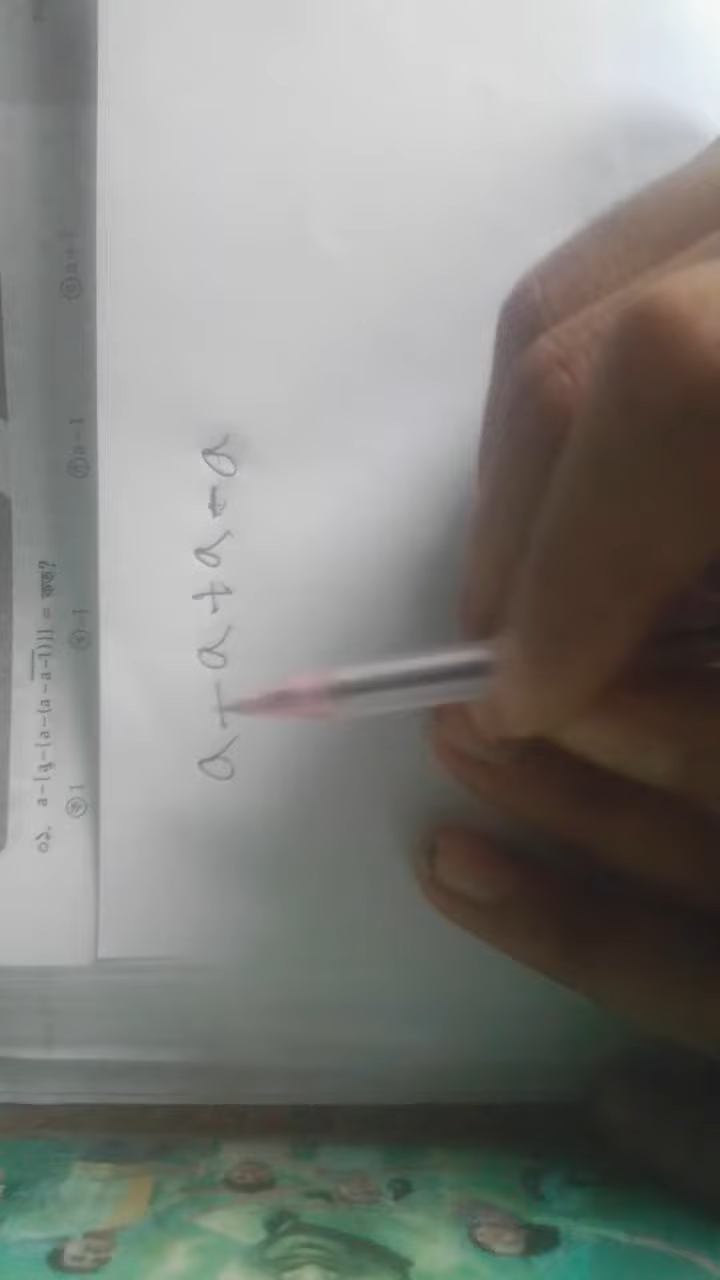 ০১. a-[a-{a-(a-a-1)}] = কত?
ⓐ 1
ⓑ -1
ⓒ a-1
ⓓ a+1
a - a + a - a